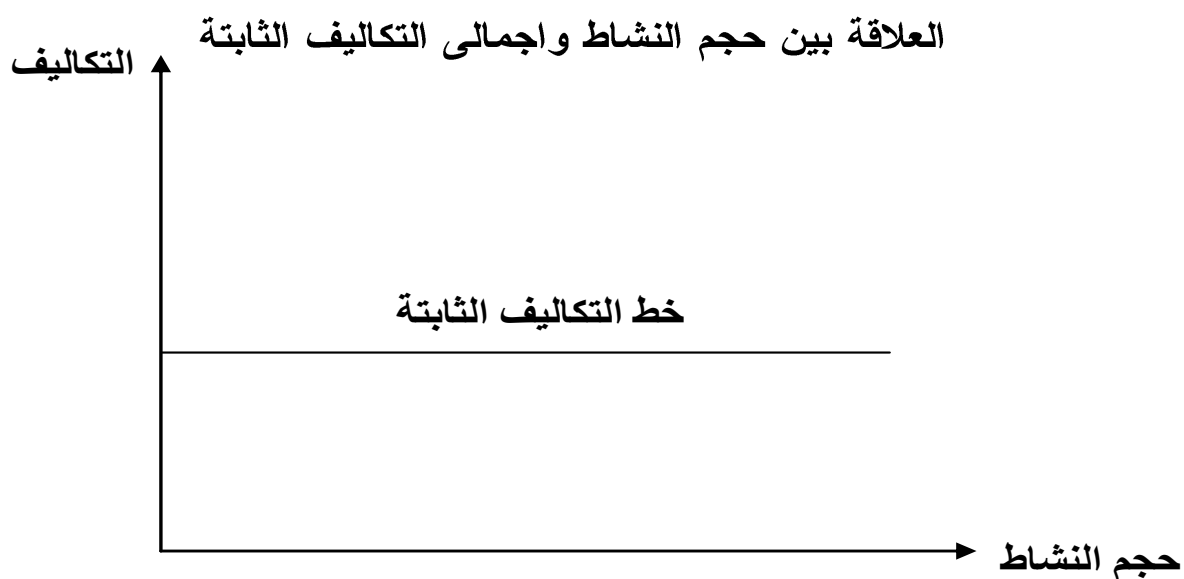 العلاقة بين حجم النشاط واجمالى التكاليف الثابتة
التكاليف
خط التكاليف الثابتة
حجم النشاط